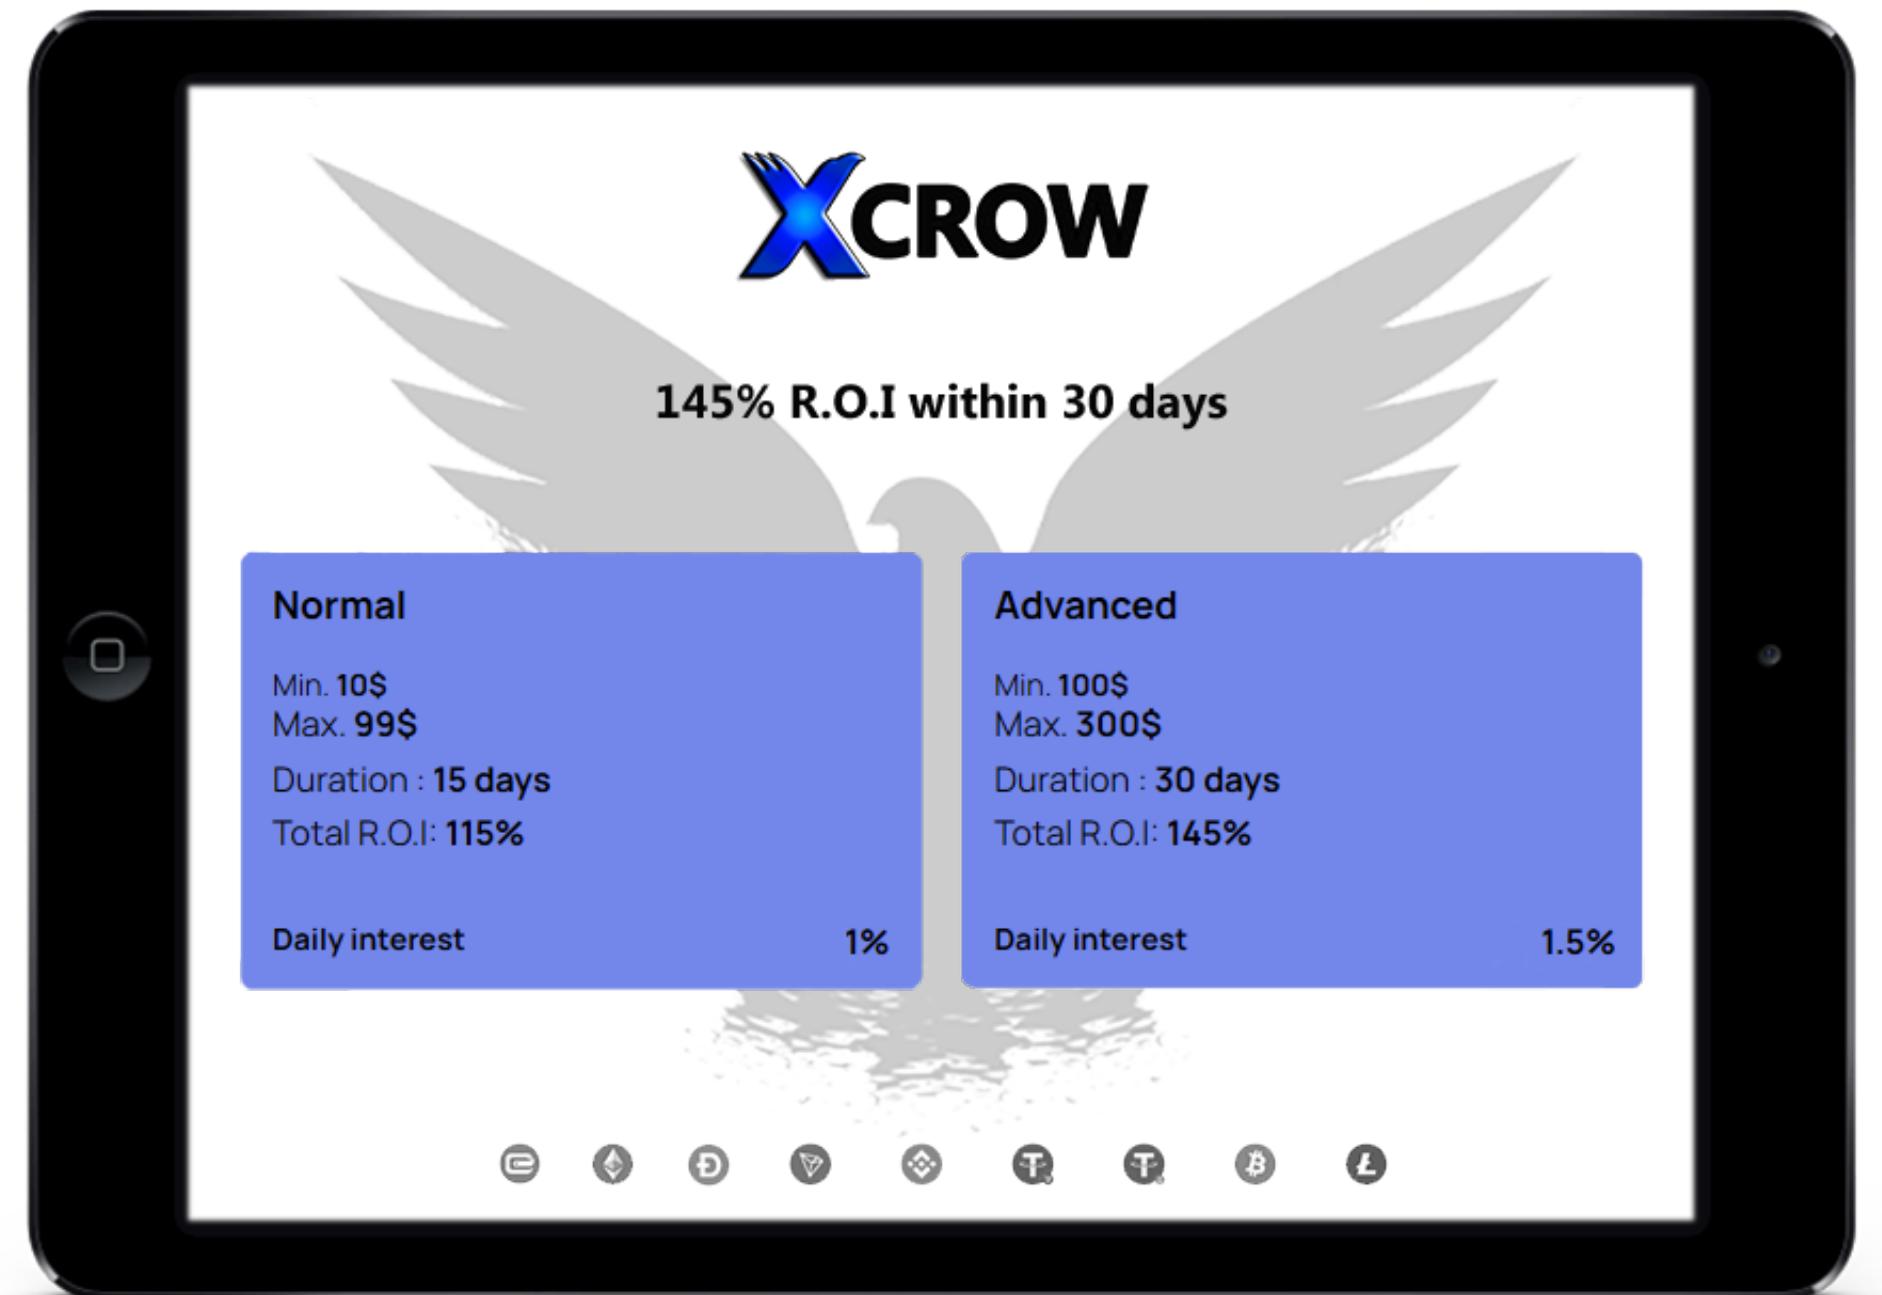 XCROW
145% R.O.I within 30 days
Normal
Min. 10$
Max. 99$
Duration : 15 days
Total R.O.I: 115%
Daily interest 1%
Advanced
Min. 100$
Max. 300$
Duration : 30 days
Total R.O.I: 145%
Daily interest 1.5%